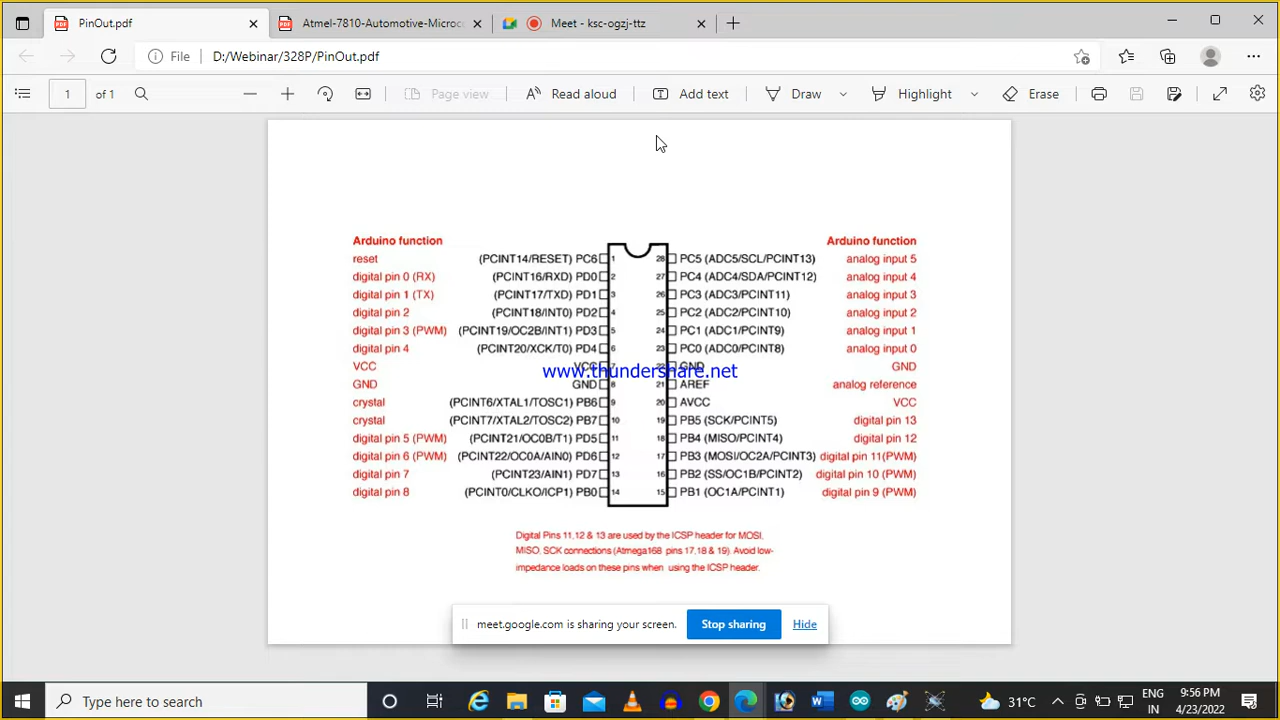 PinOut.pdf
Atmel-7810-Automotive-Microcc
Meet - ksc-ogzj-ttz
File
D:/Webinar/328P/PinOut.pdf
1 of 1
Page view
Read aloud
Add text
Draw
Highlight
Erase
Arduino function Arduino function
reset (PCINT14/RESET) PC6 1 28 PC5 (ADC5/SCL/PCINT13) analog input 5
digital pin 0 (RX) (PCINT16/RXD) PD0 2 27 PC4 (ADC4/SDA/PCINT12) analog input 4
digital pin 1 (TX) (PCINT17/TXD) PD1 3 26 PC3 (ADC3/PCINT11) analog input 3
digital pin 2 (PCINT18/INT0) PD2 4 25 PC2 (ADC2/PCINT10) analog input 2
digital pin 3 (PWM) (PCINT19/OC2B/INT1) PD3 5 24 PC1 (ADC1/PCINT9) analog input 1
digital pin 4 (PCINT20/XCK/T0) PD4 6 23 PC0 (ADC0/PCINT8) analog input 0
VCC VCC 7 22 GND GND
www.thundershare.net
GND GND 8 21 AREF analog reference
crystal (PCINT6/XTAL1/TOSC1) PB6 9 20 AVCC VCC
crystal (PCINT7/XTAL2/TOSC2) PB7 10 19 PB5 (SCK/PCINT5) digital pin 13
digital pin 5 (PWM) (PCINT21/OC0B/T1) PD5 11 18 PB4 (MISO/PCINT4) digital pin 12
digital pin 6 (PWM) (PCINT22/OC0A/AIN0) PD6 12 17 PB3 (MOSI/OC2A/PCINT3) digital pin 11(PWM)
digital pin 7 (PCINT23/AIN1) PD7 13 16 PB2 (SS/OC1B/PCINT2) digital pin 10 (PWM)
digital pin 8 (PCINT0/CLKO/ICP1) PB0 14 15 PB1 (OC1A/PCINT1) digital pin 9 (PWM)
Digital Pins 11,12 & 13 are used by the ICSP header for MOSI,
MISO, SCK connections (Atmega168 pins 17,18 & 19). Avoid low-
impedance loads on these pins when using the ICSP header.
meet.google.com is sharing your screen.
Stop sharing
Hide
Type here to search
31°C
ENG
IN
9:56 PM
4/23/2022